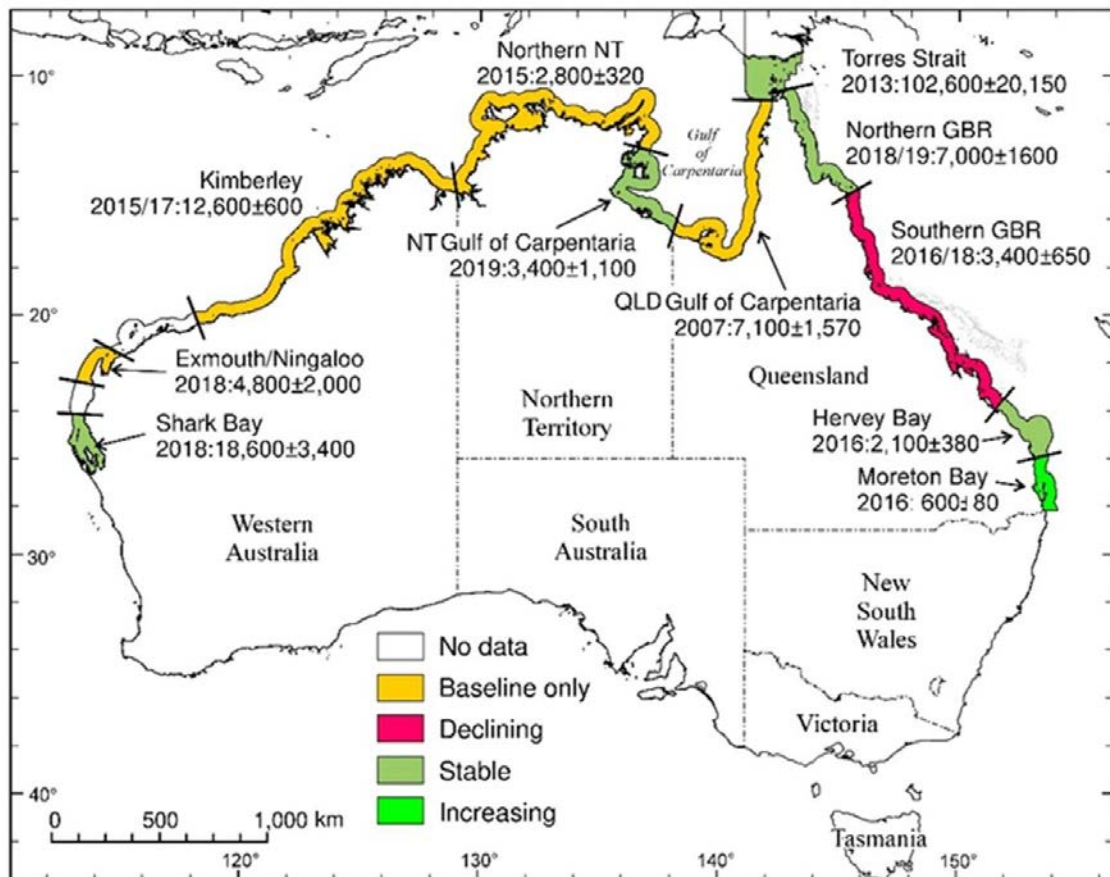 Northern NT
2015:2,800±320
Torres Strait
2013:102,600±20,150
10°
Gulf
of
Carpentaria
Northern GBR
2018/19:7,000±1600
Kimberley
2015/17:12,600±600
NT Gulf of Carpentaria
2019:3,400±1,100
Southern GBR
2016/18:3,400±650
QLD Gulf of Carpentaria
2007:7,100±1,570
20°
Exmouth/Ningaloo
2018:4,800±2,000
Queensland
Northern
Territory
Shark Bay
2018:18,600±3,400
Hervey Bay
2016:2,100±380
Moreton Bay
2016: 600±80
Western
Australia
South
Australia
30°
New
South
Wales
No data
Baseline only
Declining
Victoria
Stable
40°
Increasing
0 500 1,000 km
Tasmania
120° 130° 140° 150°